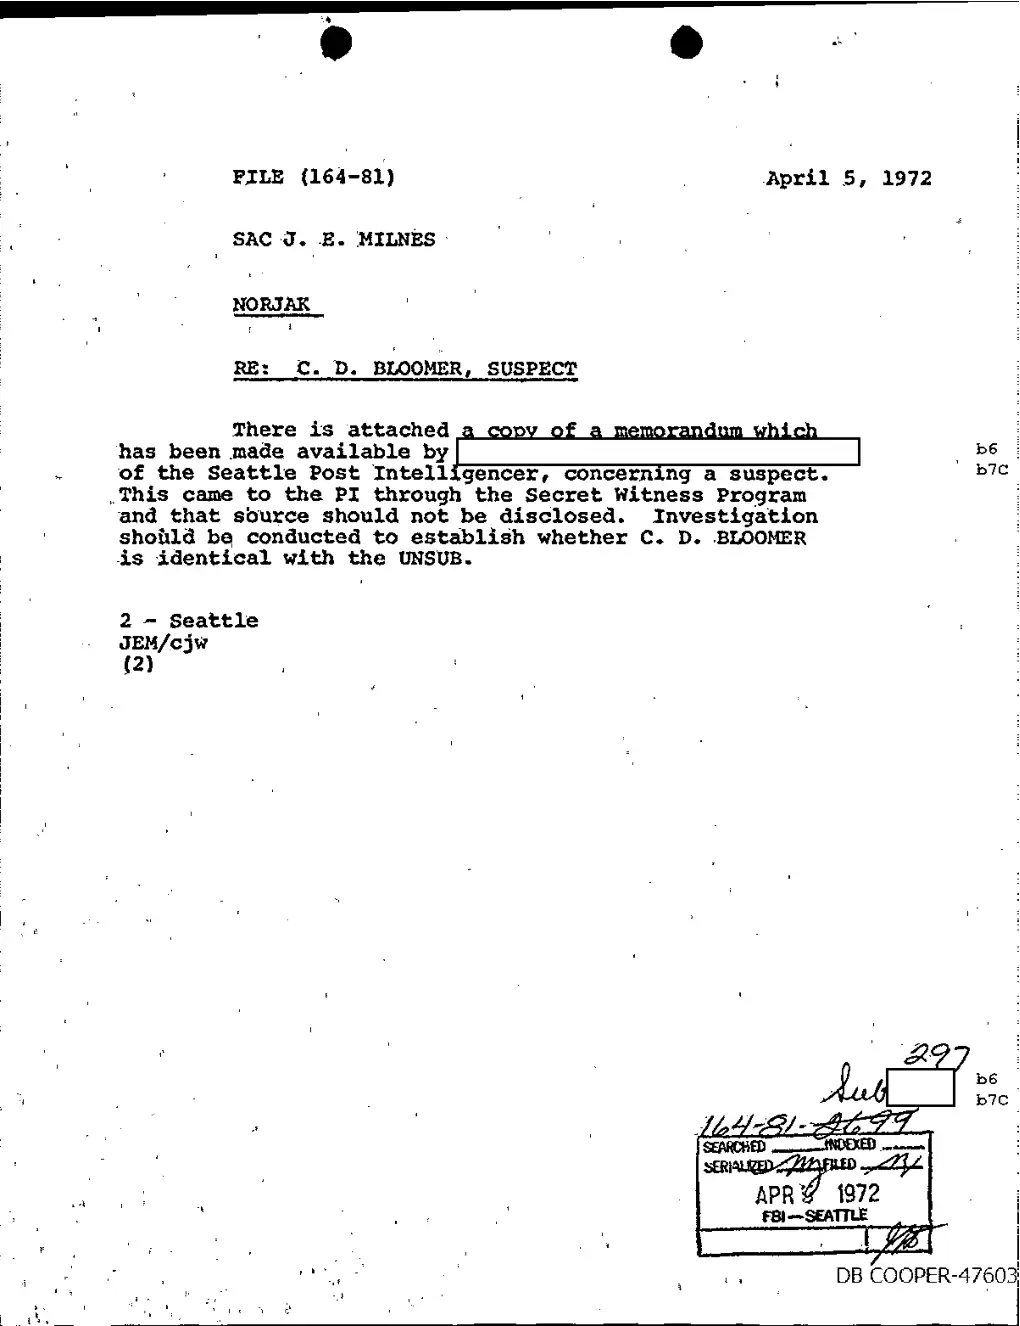 FILE (164-81) April 5, 1972
SAC J. E. MILNES
NORJAK
RE: C. D. BLOOMER, SUSPECT
There is attached a copy of a memorandum which
has been made available by
b6
of the Seattle Post Intelligencer, concerning a suspect.
b7C
This came to the PI through the Secret Witness Program
and that source should not be disclosed. Investigation
should be conducted to establish whether C. D. BLOOMER
is identical with the UNSUB.
2 - Seattle
JEM/cjw
(2)
297
Sub
b6
b7C
164-81-2699
SEARCHED INDEXED
SERIALIZED FILED
APR 1972
FBI-SEATTLE
DB COOPER-47603